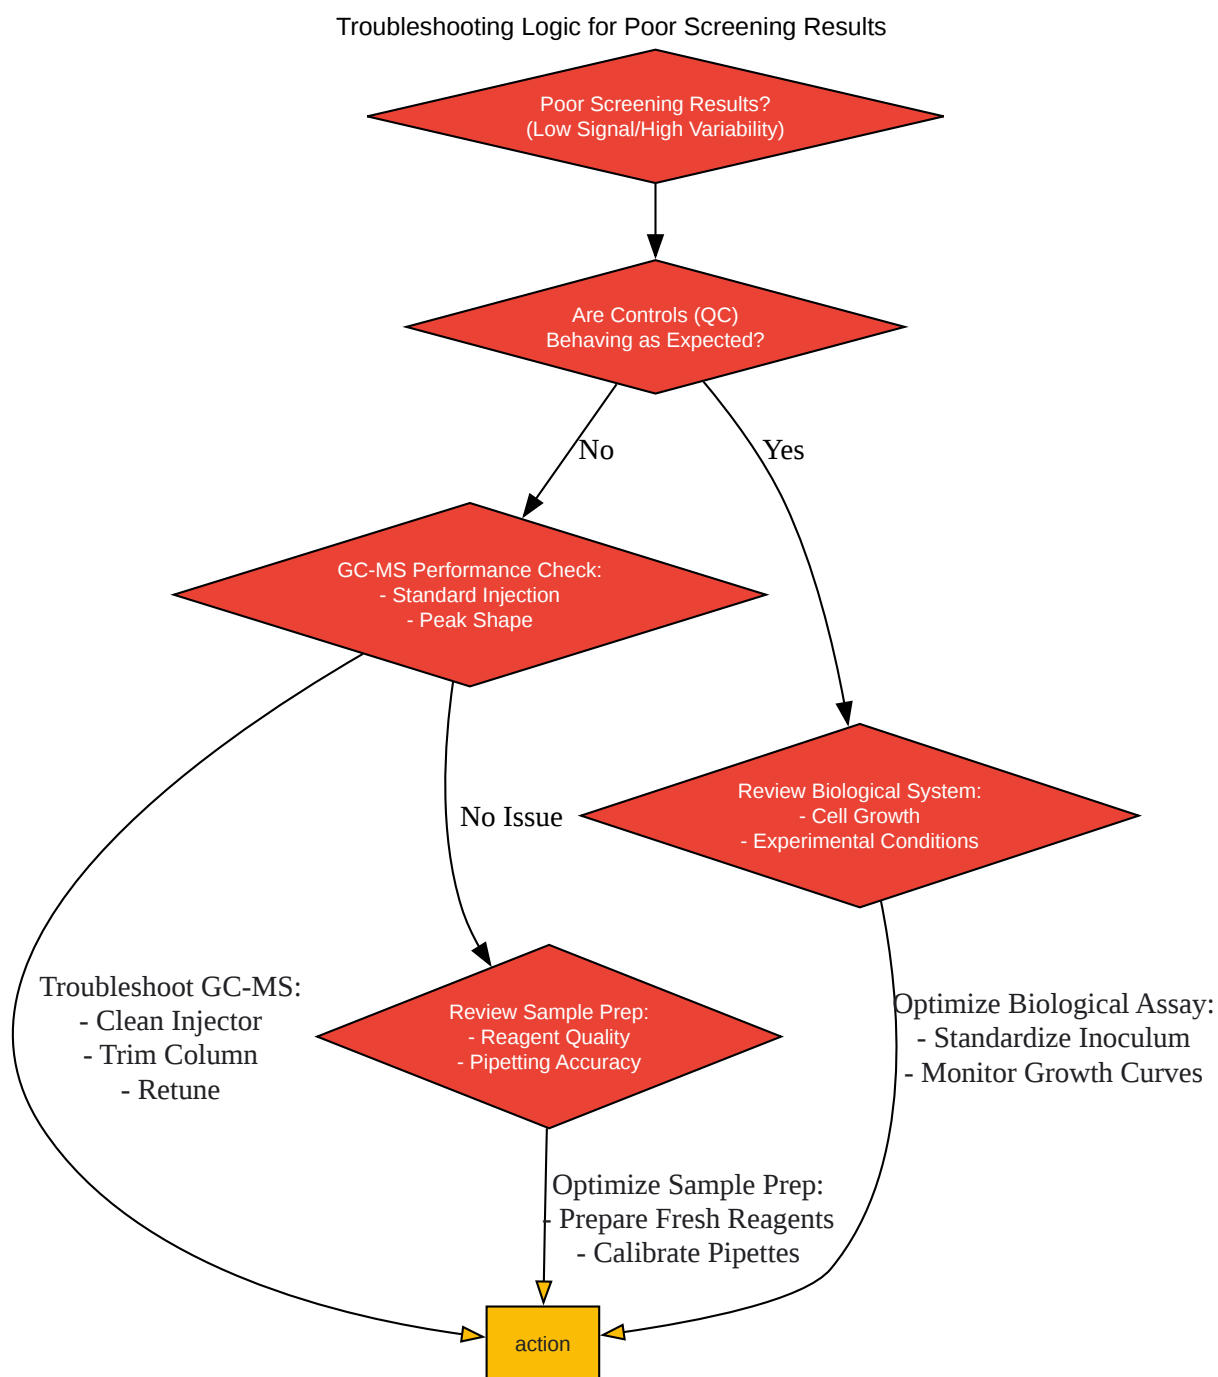 Troubleshooting Logic for Poor Screening Results
Poor Screening Results?
(Low Signal/High Variability)
Are Controls (QC)
Behaving as Expected?
No
Yes
GC-MS Performance Check:
- Standard Injection
- Peak Shape
Review Biological System:
- Cell Growth
- Experimental Conditions
No Issue
Troubleshoot GC-MS:
- Clean Injector
- Trim Column
- Retune
Review Sample Prep:
- Reagent Quality
- Pipetting Accuracy
Optimize Biological Assay:
- Standardize Inoculum
- Monitor Growth Curves
Optimize Sample Prep:
- Prepare Fresh Reagents
- Calibrate Pipettes
action